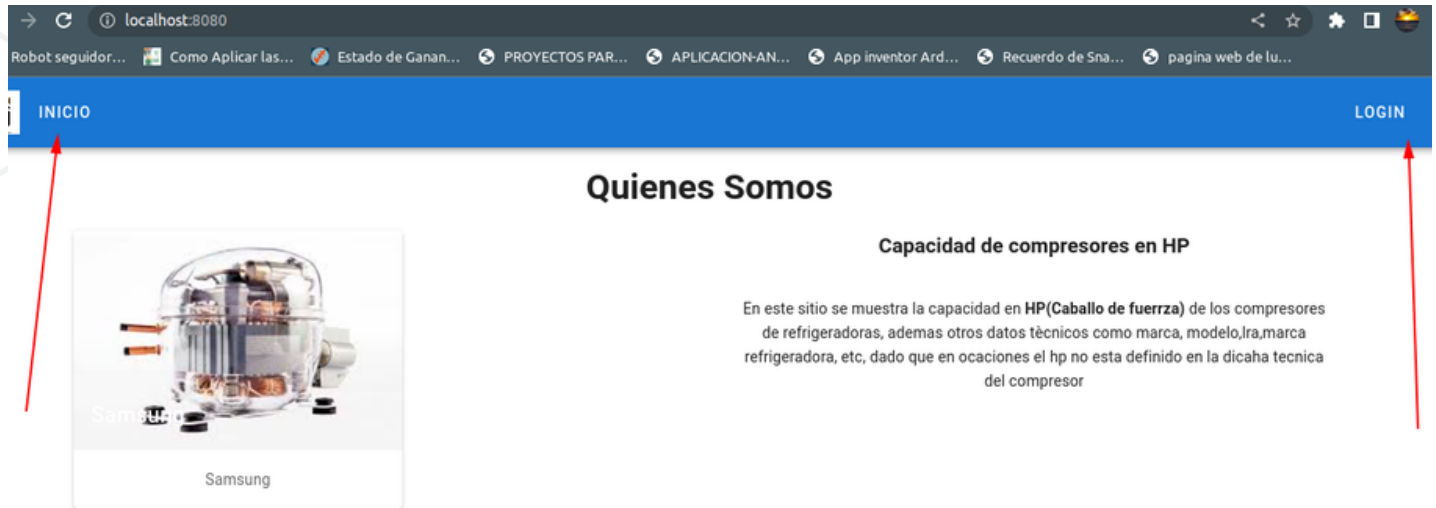 localhost:8080
Robot seguidor... Como Aplicar las... Estado de Ganan... PROYECTOS PAR... APLICACION-AN... App inventor Ard... Recuerdo de Sna... pagina web de lu...
INICIO LOGIN
Quienes Somos
Capacidad de compresores en HP
En este sitio se muestra la capacidad en HP(Caballo de fuerrza) de los compresores
de refrigeradoras, ademas otros datos tècnicos como marca, modelo,lra,marca
refrigeradora, etc, dado que en ocaciones el hp no esta definido en la dicaha tecnica
del compresor
Samsung
Samsung